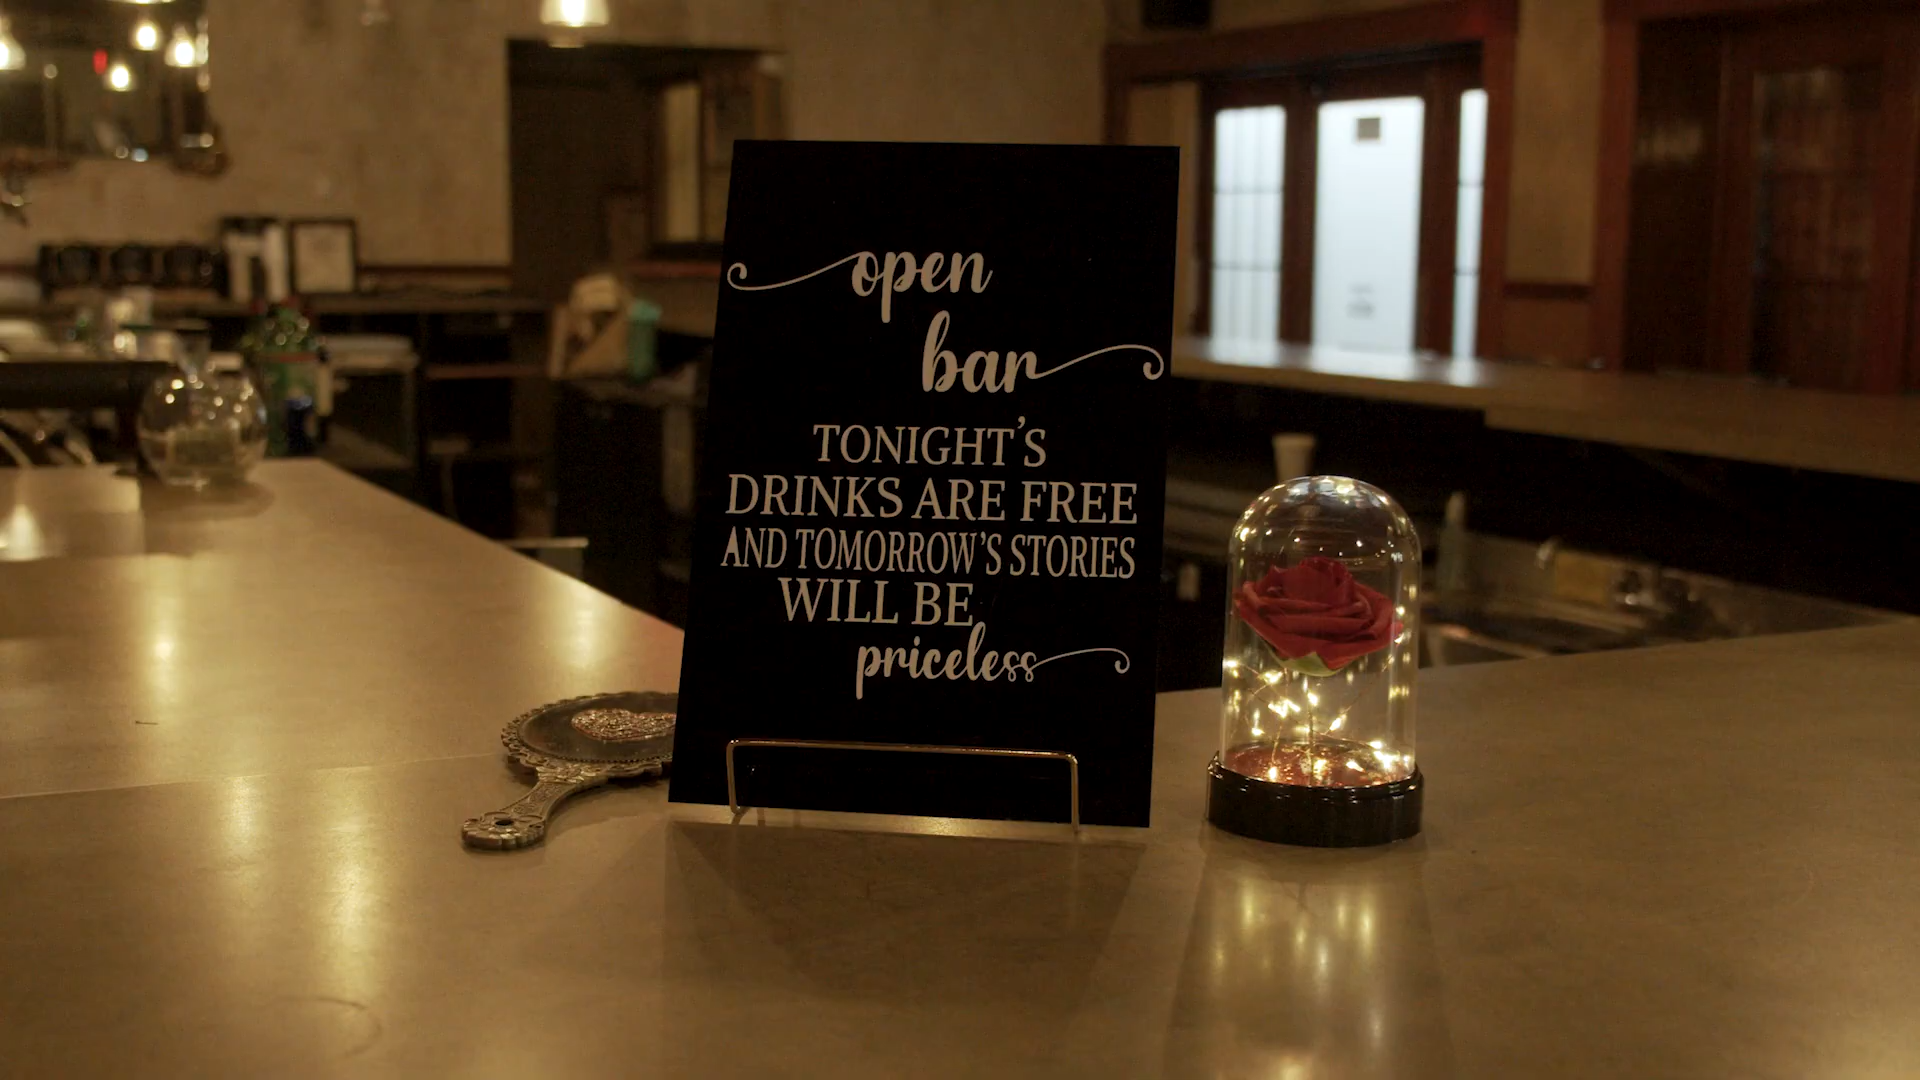 open
bar
TONIGHT'S
DRINKS ARE FREE
AND TOMORROW'S STORIES
WILL BE
priceless